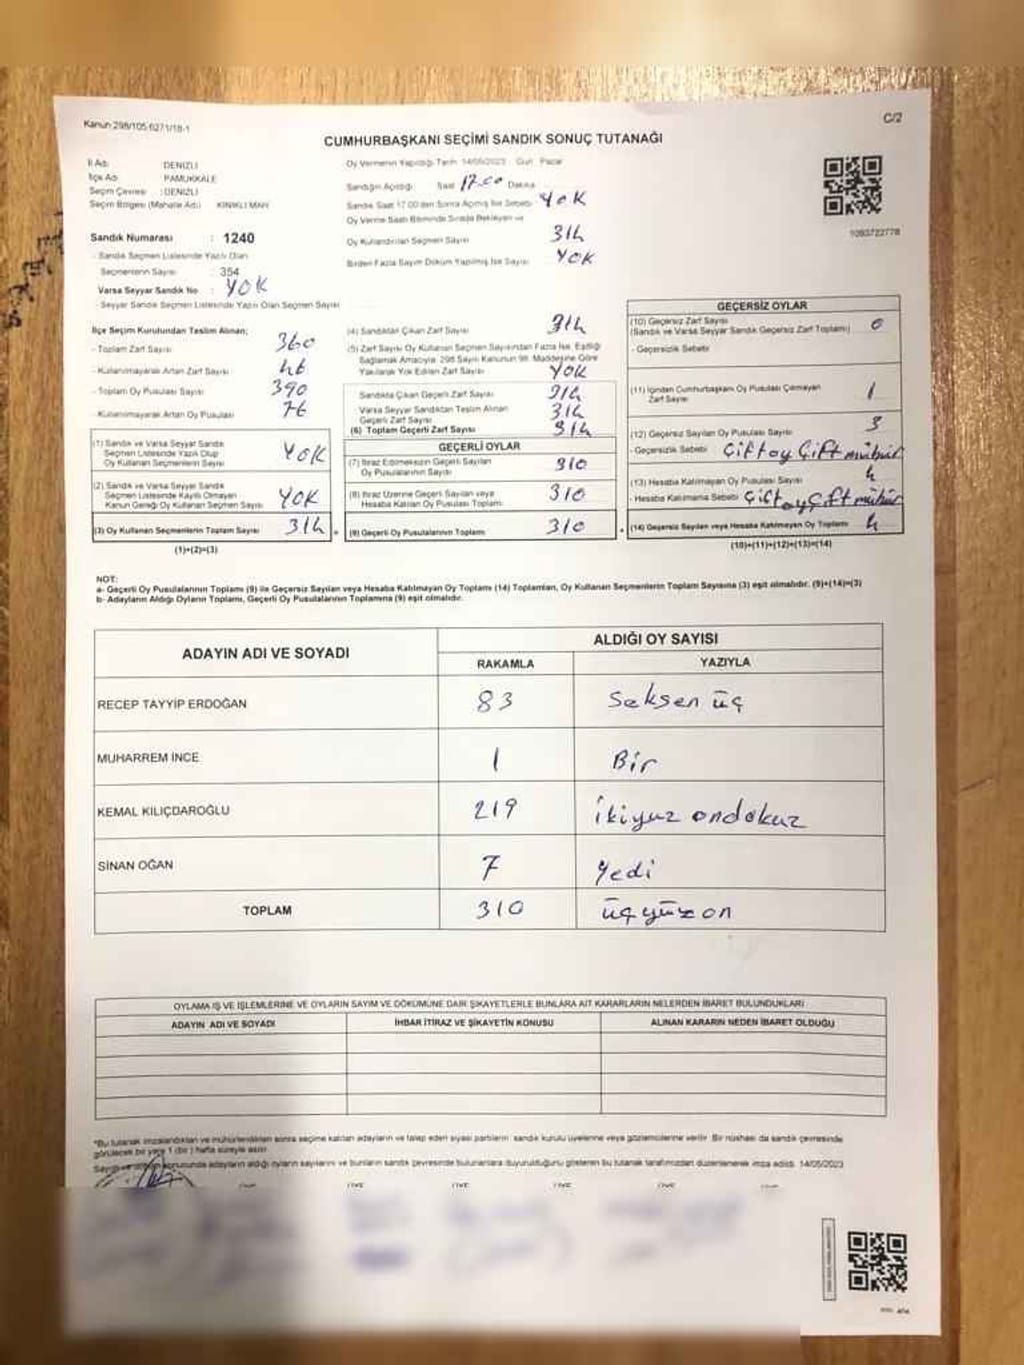 Kanun:298/105 6271/18-1
C/2
CUMHURBAŞKANI SEÇİMİ SANDIK SONUÇ TUTANAĞI
İl Adı DENİZLİ
İlçe Adı PAMUKKALE
Seçim Çevresi : DENİZLİ
Seçim Bölgesi (Mahalle Adı) KINIKLI MAH
Sandık Numarası : 1240
- Sandık Seçmen Listesinde Yazılı Olan
Seçmenlerin Sayısı : 354
Varsa Seyyar Sandık No : YOK
- Seyyar Sandık Seçmen Listesinde Yazılı Olan Seçmen Sayısı
Oy Vermenin Yapıldığı Tarih 14/05/2023 Gün Pazar
Sandığın Açıldığı Saat 17.00 Dakika
Sandık Saat 17.00'den Sonra Açılmış İse Sebebi YOK
Oy Verme Saati Bitiminde Sırada Bekleyen ve
Oy Kullandırılan Seçmen Sayısı 314
Birden Fazla Sayım Döküm Yapılmış İse Sayısı YOK
1093722778
İlçe Seçim Kurulundan Teslim Alınan;
- Toplam Zarf Sayısı 360
- Kullanılmayarak Artan Zarf Sayısı 46
- Toplam Oy Pusulası Sayısı 390
- Kullanılmayarak Artan Oy Pusulası 76
(1) Sandık ve Varsa Seyyar Sandık
Seçmen Listesinde Yazılı Olup
Oy Kullanan Seçmenlerin Sayısı YOK
(2) Sandık ve Varsa Seyyar Sandık
Seçmen Listesinde Kayıtlı Olmayan
Kanun Gereği Oy Kullanan Seçmen Sayısı YOK
(3) Oy Kullanan Seçmenlerin Toplam Sayısı 314
(1)+(2)=(3)
(4) Sandıktan Çıkan Zarf Sayısı 314
(5) Zarf Sayısı Oy Kullanan Seçmen Sayısından Fazla İse, Eşitliği
Sağlamak Amacıyla 298 Sayılı Kanunun 98. Maddesine Göre
Yakılarak Yok Edilen Zarf Sayısı YOK
Sandıkta Çıkan Geçerli Zarf Sayısı 314
Varsa Seyyar Sandıktan Teslim Alınan
Geçerli Zarf Sayısı 314
(6) Toplam Geçerli Zarf Sayısı 314
GEÇERLİ OYLAR
(7) İtiraz Edilmeksizin Geçerli Sayılan
Oy Pusulalarının Sayısı 310
(8) İtiraz Üzerine Geçerli Sayılan veya
Hesaba Katılan Oy Pusulası Toplamı 310
(9) Geçerli Oy Pusulalarının Toplamı 310
GEÇERSİZ OYLAR
(10) Geçersiz Zarf Sayısı
(Sandık ve Varsa Seyyar Sandık Geçersiz Zarf Toplamı) 0
- Geçersizlik Sebebi
(11) İçinden Cumhurbaşkanı Oy Pusulası Çıkmayan
Zarf Sayısı 1
(12) Geçersiz Sayılan Oy Pusulası Sayısı 3
- Geçersizlik Sebebi Çift oy Çift mühür
(13) Hesaba Katılmayan Oy Pusulası Sayısı 4
- Hesaba Katılmama Sebebi Çift oy Çift mühür
(14) Geçersiz Sayılan veya Hesaba Katılmayan Oy Toplamı 4
(10)+(11)+(12)+(13)=(14)
NOT:
a- Geçerli Oy Pusulalarının Toplamı (9) ile Geçersiz Sayılan veya Hesaba Katılmayan Oy Toplamı (14) Toplamları, Oy Kullanan Seçmenlerin Toplam Sayısına (3) eşit olmalıdır. (9)+(14)=(3)
b- Adayların Aldığı Oyların Toplamı, Geçerli Oy Pusulalarının Toplamına (9) eşit olmalıdır.
ADAYIN ADI VE SOYADI ALDIĞI OY SAYISI
RAKAMLA YAZIYLA
RECEP TAYYİP ERDOĞAN 83 Seksen üç
MUHARREM İNCE 1 Bir
KEMAL KILIÇDAROĞLU 219 ikiyuz ondokuz
SİNAN OĞAN 7 Yedi
TOPLAM 310 üçyüz on
OYLAMA İŞ VE İŞLEMLERİNE VE OYLARIN SAYIM VE DÖKÜMÜNE DAİR ŞİKAYETLERLE BUNLARA AİT KARARLARIN NELERDEN İBARET BULUNDUKLARI
ADAYIN ADI VE SOYADI İHBAR İTİRAZ VE ŞİKAYETİN KONUSU ALINAN KARARIN NEDEN İBARET OLDUĞU
*Bu tutanak imzalandıktan ve mühürlendikten sonra seçime katılan adayların ve talep eden siyasi partilerin sandık kurulu üyelerine veya gözlemcilerine verilir. Bir nüshası da sandık çevresinde
görülecek bir yere 1 (bir) hafta süreyle asılır.
Sayım ve döküm sonucunda adayların aldığı oyların sayılarını ve bunların sandık çevresinde bulunanlara duyurulduğunu gösteren bu tutanak tarafımızdan düzenlenerek imza edildi. 14/05/2023